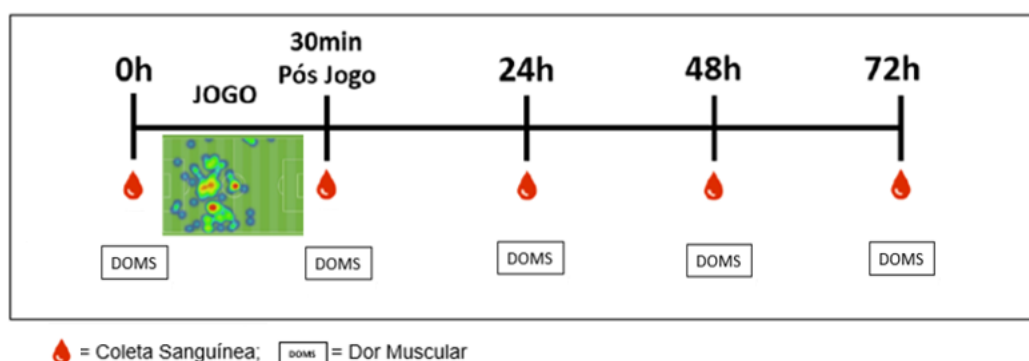 0h
JOGO
30min
Pós Jogo
24h
48h
72h
DOMS
DOMS
DOMS
DOMS
DOMS
= Coleta Sanguínea; DOMS = Dor Muscular